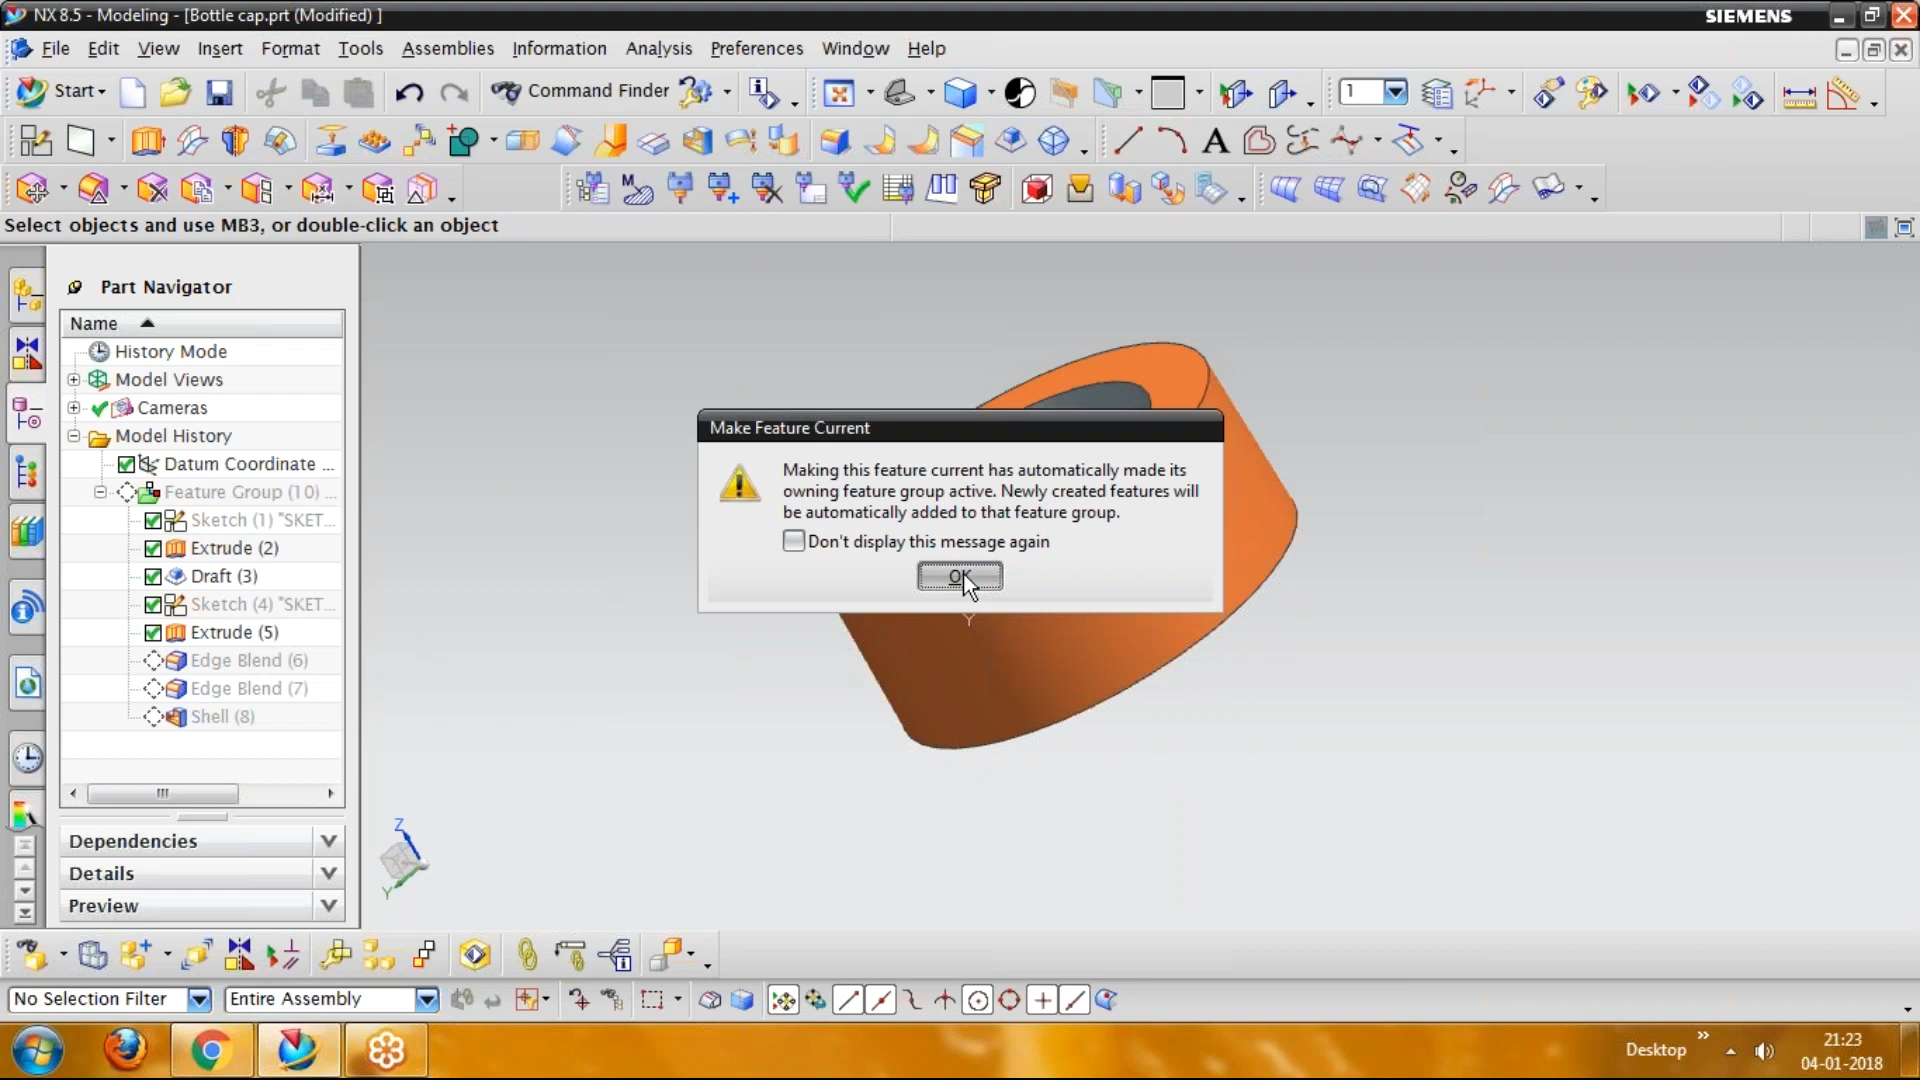 NX 8.5 - Modeling - [Bottle cap.prt (Modified) ]
SIEMENS
File Edit View Insert Format Tools Assemblies Information Analysis Preferences Window Help
Start Command Finder 1
Select objects and use MB3, or double-click an object
Part Navigator
Name
History Mode
Model Views
Cameras
Model History
Datum Coordinate ...
Feature Group (10) ...
Sketch (1) "SKET...
Extrude (2)
Draft (3)
Sketch (4) "SKET...
Extrude (5)
Edge Blend (6)
Edge Blend (7)
Shell (8)
Dependencies
Details
Preview
Make Feature Current
Making this feature current has automatically made its
owning feature group active. Newly created features will
be automatically added to that feature group.
Don't display this message again
OK
Y
Z
Y
No Selection Filter Entire Assembly
Desktop
21:23
04-01-2018